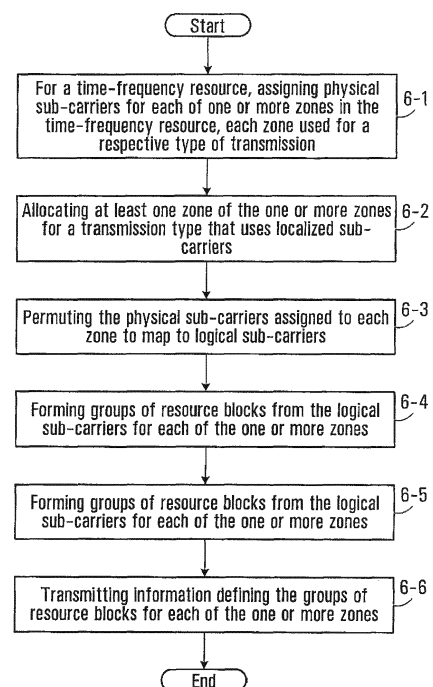 Start
For a time-frequency resource, assigning physical
sub-carriers for each of one or more zones in the
time-frequency resource, each zone used for a
respective type of transmission
6-1
Allocating at least one zone of the one or more zones
for a transmission type that uses localized sub-
carriers
6-2
Permuting the physical sub-carriers assigned to each
zone to map to logical sub-carriers
6-3
Forming groups of resource blocks from the logical
sub-carriers for each of the one or more zones
6-4
Forming groups of resource blocks from the logical
sub-carriers for each of the one or more zones
6-5
Transmitting information defining the groups of
resource blocks for each of the one or more zones
6-6
End